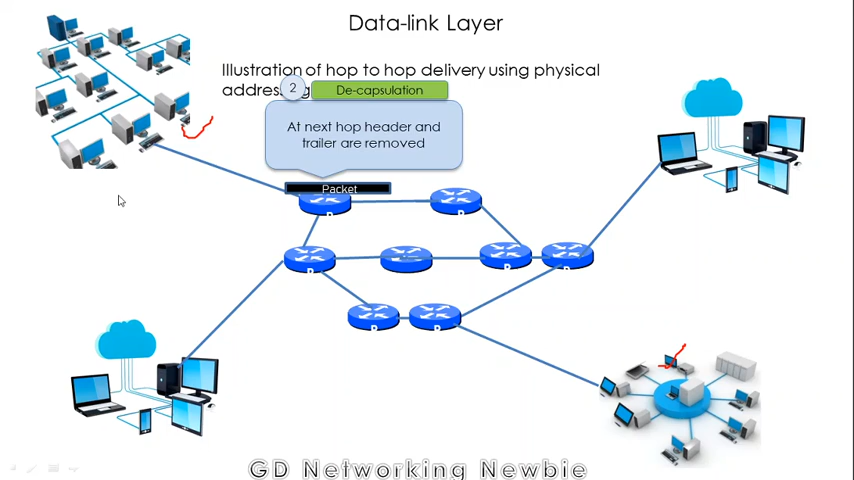 Data-link Layer
Illustration of hop to hop delivery using physical
2
De-capsulation
At next hop header and
trailer are removed
Packet
GD Networking Newbie